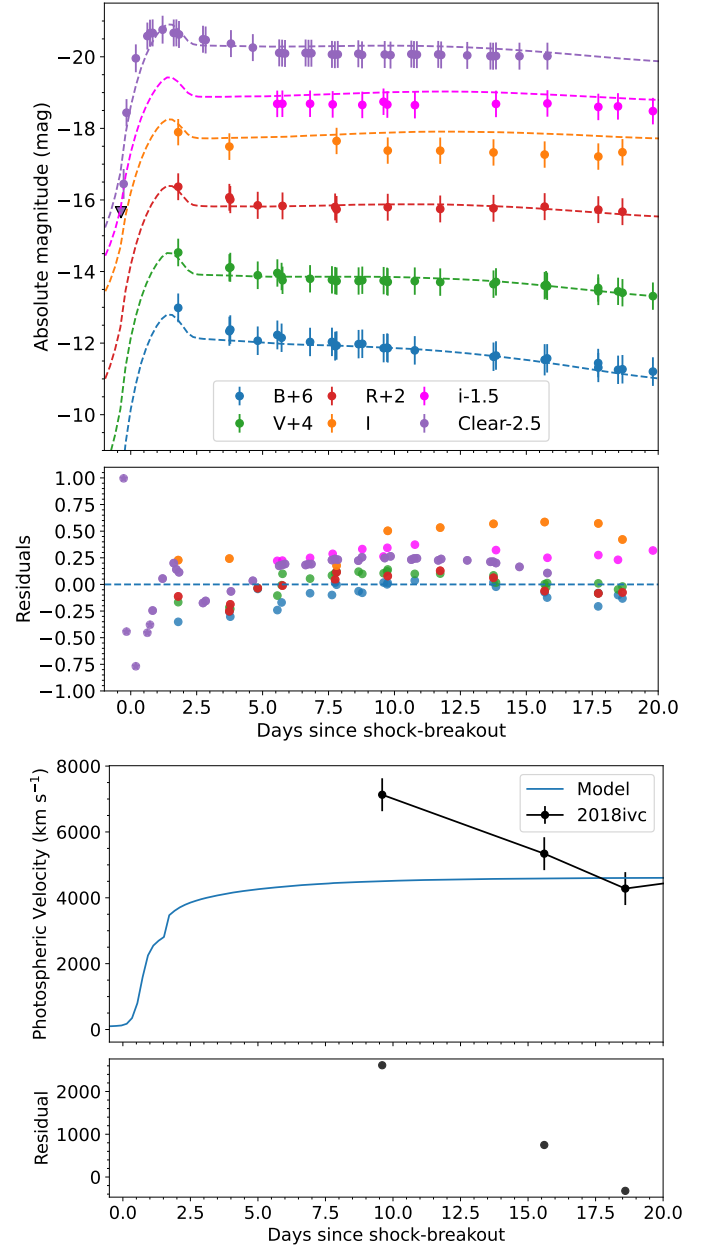 Absolute magnitude (mag)
−20
−18
−16
−14
−12
−10
B+6
R+2
i-1.5
V+4
I
Clear-2.5
Residuals
1.00
0.75
0.50
0.25
0.00
−0.25
−0.50
−0.75
−1.00
0.0 2.5 5.0 7.5 10.0 12.5 15.0 17.5 20.0
Days since shock-breakout
Photospheric Velocity (km s⁻¹)
8000
6000
4000
2000
0
Model
2018ivc
Residual
2000
1000
0
0.0 2.5 5.0 7.5 10.0 12.5 15.0 17.5 20.0
Days since shock-breakout